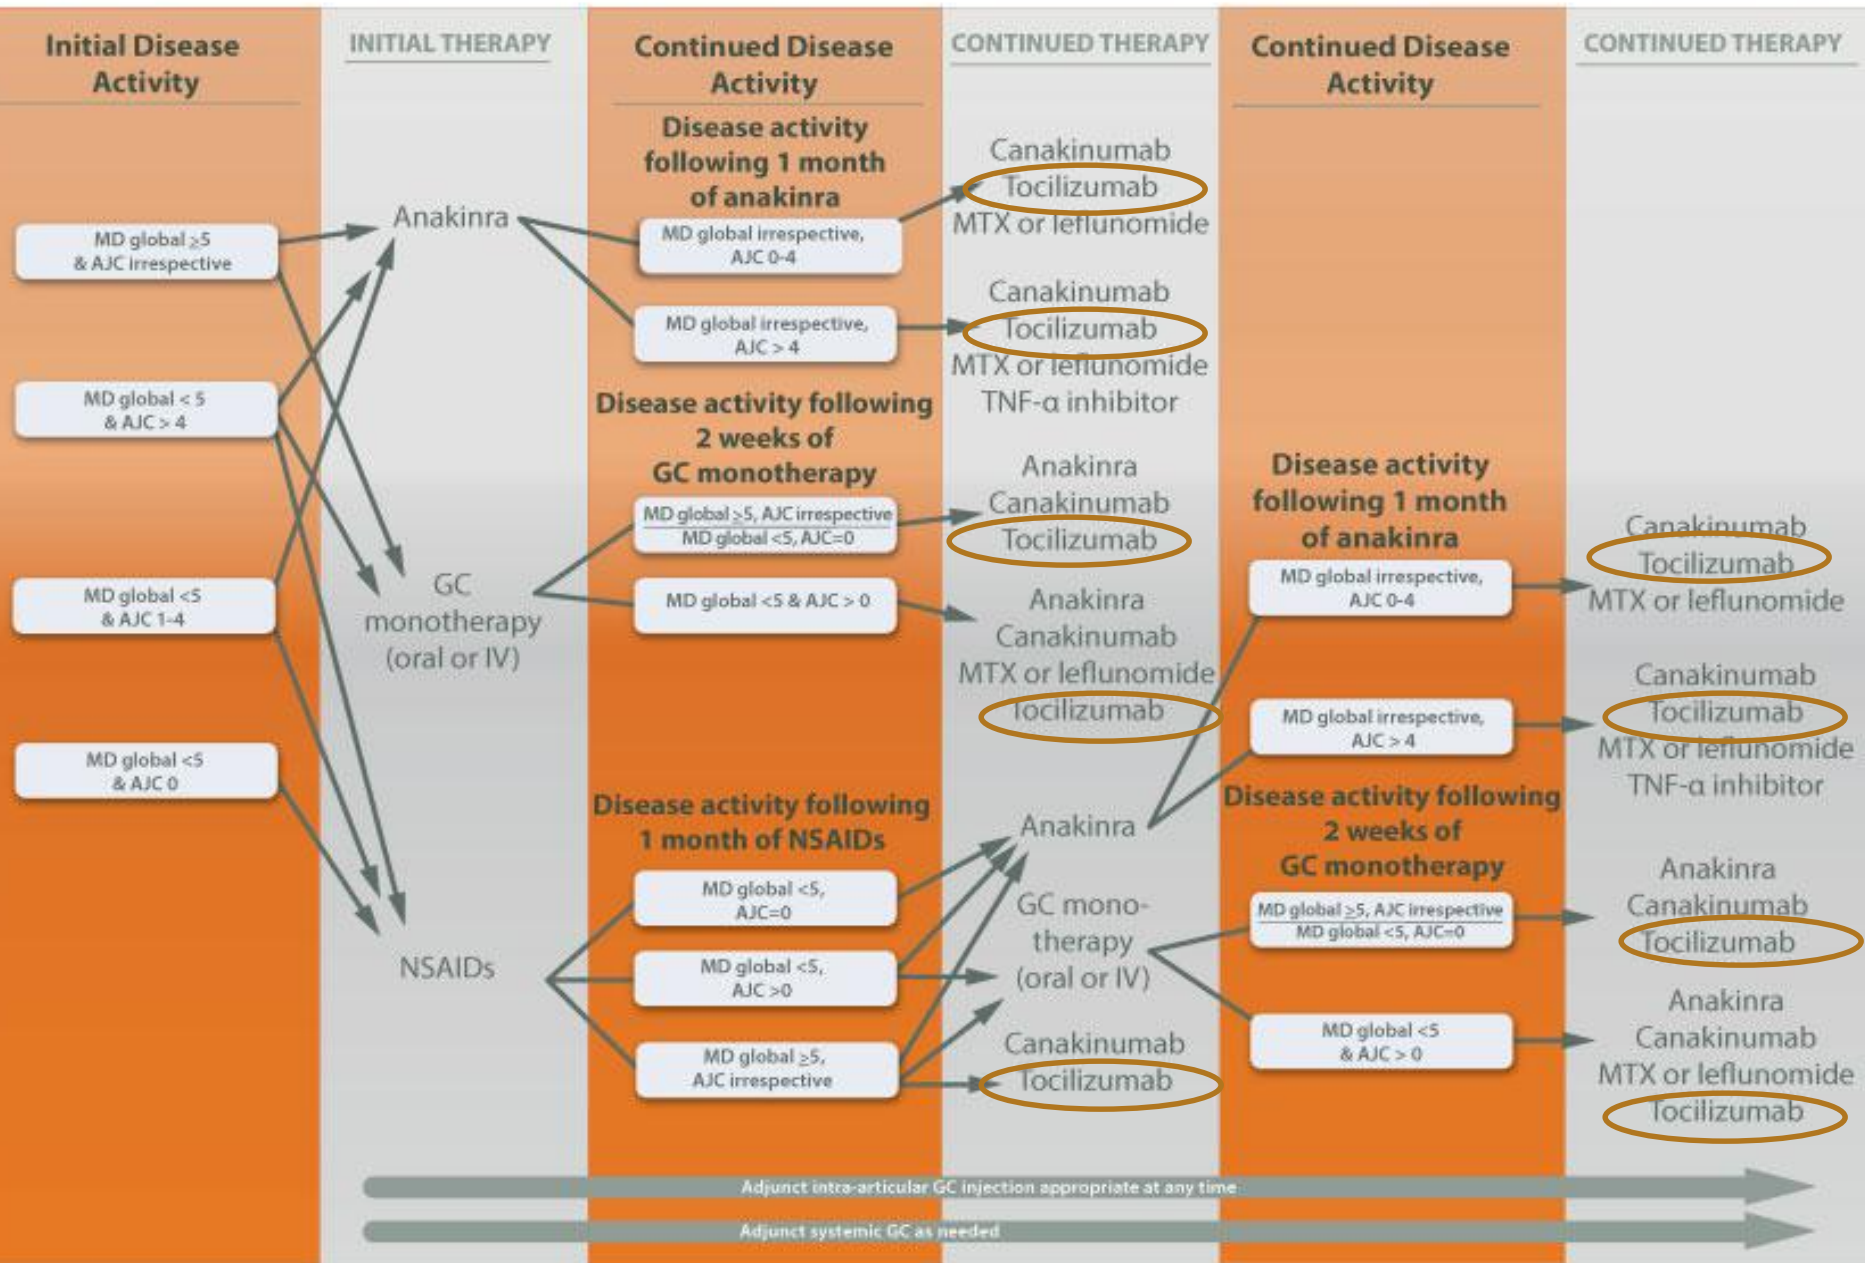 Initial Disease
Activity
MD global ≥5
& AJC irrespective
MD global < 5
& AJC > 4
MD global <5
& AJC 1-4
MD global <5
& AJC 0
INITIAL THERAPY
Anakinra
GC
monotherapy
(oral or IV)
NSAIDs
Continued Disease
Activity
Disease activity
following 1 month
of anakinra
MD global irrespective,
AJC 0-4
MD global irrespective,
AJC > 4
Disease activity following
2 weeks of
GC monotherapy
MD global ≥5, AJC irrespective
MD global <5, AJC=0
MD global <5 & AJC > 0
Disease activity following
1 month of NSAIDs
MD global <5,
AJC=0
MD global <5,
AJC >0
MD global ≥5,
AJC irrespective
CONTINUED THERAPY
Canakinumab
Tocilizumab
MTX or leflunomide
Canakinumab
Tocilizumab
MTX or leflunomide
TNF-α inhibitor
Anakinra
Canakinumab
Tocilizumab
Anakinra
Canakinumab
MTX or leflunomide
Tocilizumab
Anakinra
GC mono-
therapy
(oral or IV)
Canakinumab
Tocilizumab
Continued Disease
Activity
Disease activity
following 1 month
of anakinra
MD global irrespective,
AJC 0-4
MD global irrespective,
AJC > 4
Disease activity following
2 weeks of
GC monotherapy
MD global ≥5, AJC irrespective
MD global <5, AJC=0
MD global <5
& AJC > 0
CONTINUED THERAPY
Canakinumab
Tocilizumab
MTX or leflunomide
Canakinumab
Tocilizumab
MTX or leflunomide
TNF-α inhibitor
Anakinra
Canakinumab
Tocilizumab
Anakinra
Canakinumab
MTX or leflunomide
Tocilizumab
Adjunct intra-articular GC injection appropriate at any time
Adjunct systemic GC as needed